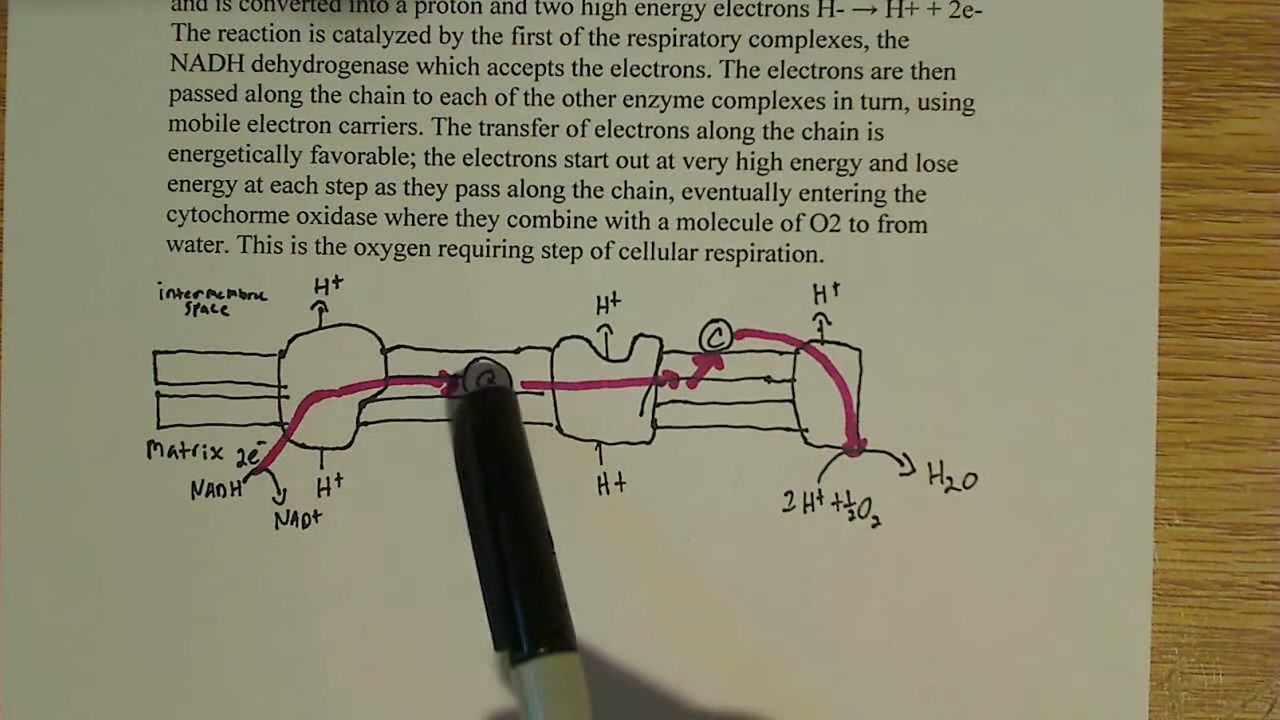 and is converted into a proton and two high energy electrons H- → H+ + 2e-
The reaction is catalyzed by the first of the respiratory complexes, the
NADH dehydrogenase which accepts the electrons. The electrons are then
passed along the chain to each of the other enzyme complexes in turn, using
mobile electron carriers. The transfer of electrons along the chain is
energetically favorable; the electrons start out at very high energy and lose
energy at each step as they pass along the chain, eventually entering the
cytochorme oxidase where they combine with a molecule of O2 to from
water. This is the oxygen requiring step of cellular respiration.
H+
H+
H+
space
C
Q
Matrix 2e-
NADH
H+
H+
H2O
2H+ + 1/2 O2
NAD+